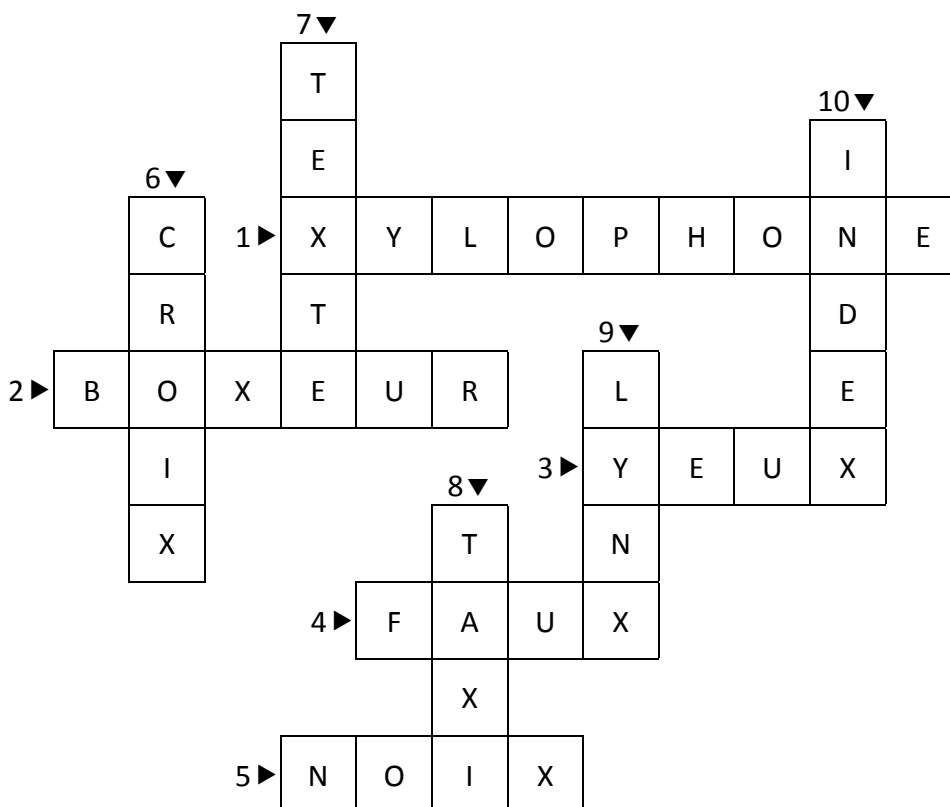 7▼
T
10▼
E I
6▼
C 1▶ X Y L O P H O N E
R T D
9▼
2▶ B O X E U R L E
I 3▶ Y E U X
8▼
X T N
4▶ F A U X
X
5▶ N O I X